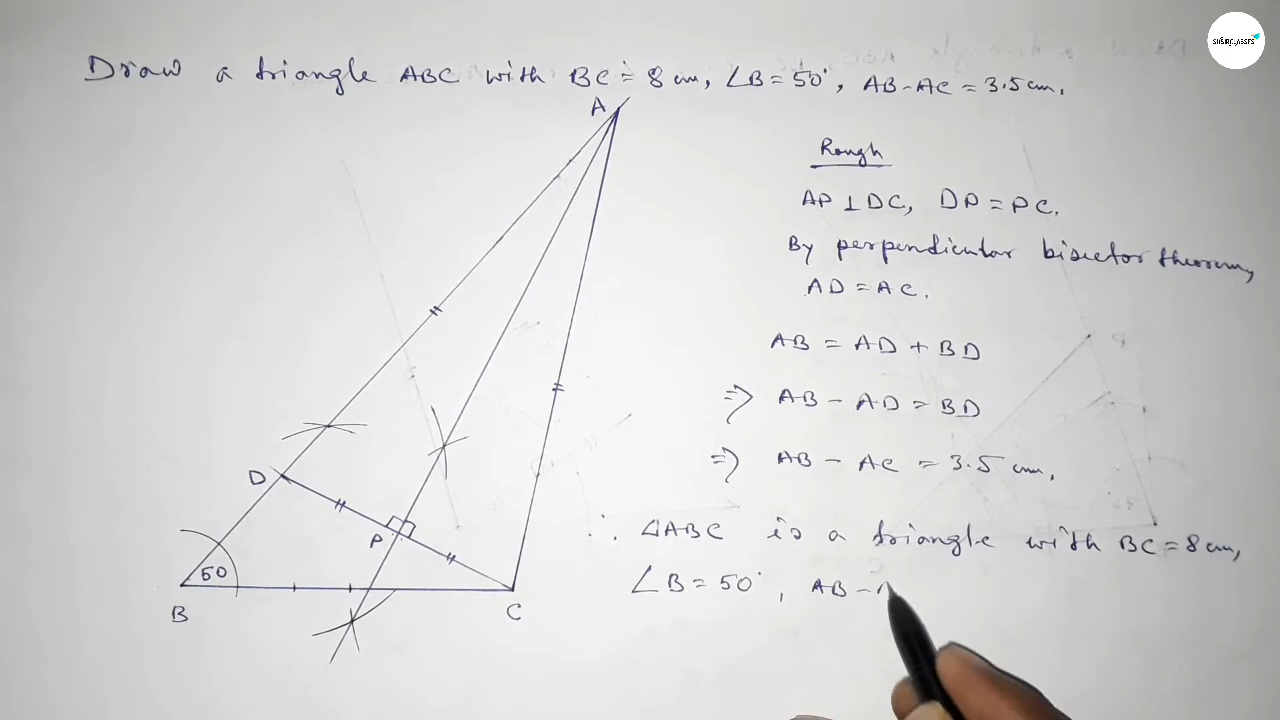 Draw a triangle ABC with BC = 8 cm, ∠B = 50°, AB - AC = 3.5 cm.
A
Rough
AP ⊥ DC, DP = PC.
By perpendicular bisector theorem,
AD = AC.
AB = AD + BD
⇒ AB - AD = BD
⇒ AB - AC = 3.5 cm.
D
P
50
B
C
∴ △ABC is a triangle with BC = 8 cm,
∠B = 50°, AB -